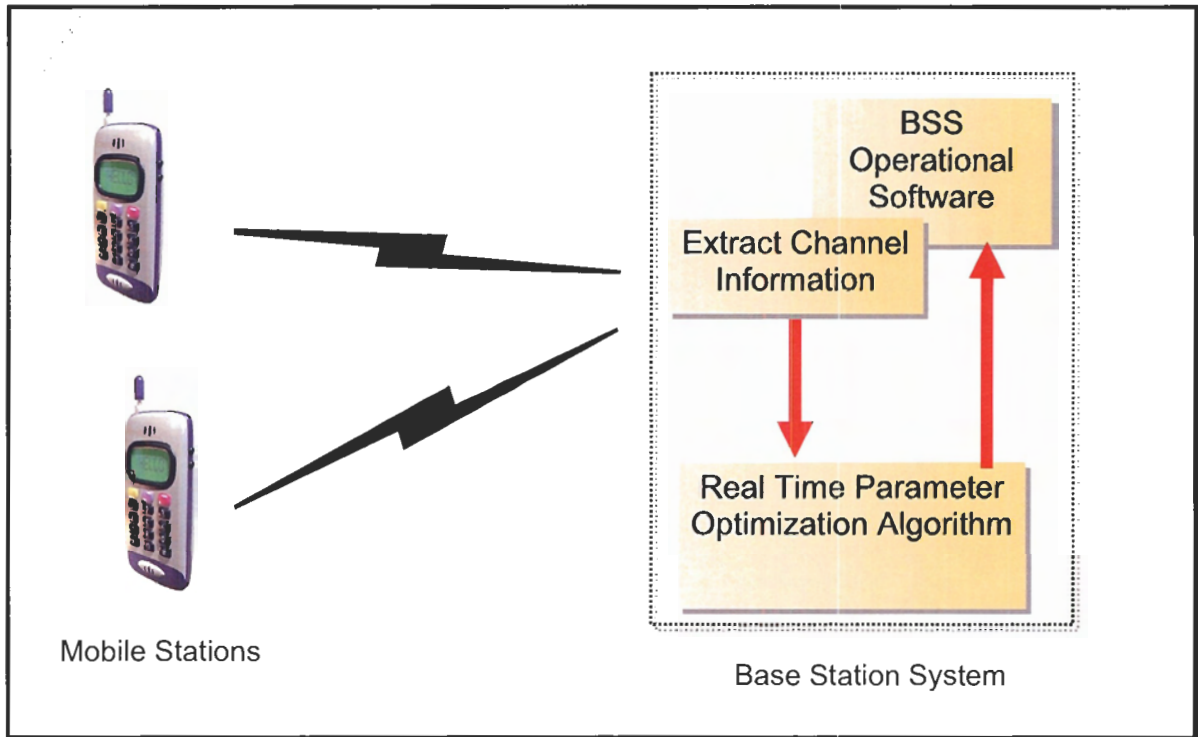 BSS
Operational
Software
Extract Channel
Information
Real Time Parameter
Optimization Algorithm
Mobile Stations
Base Station System